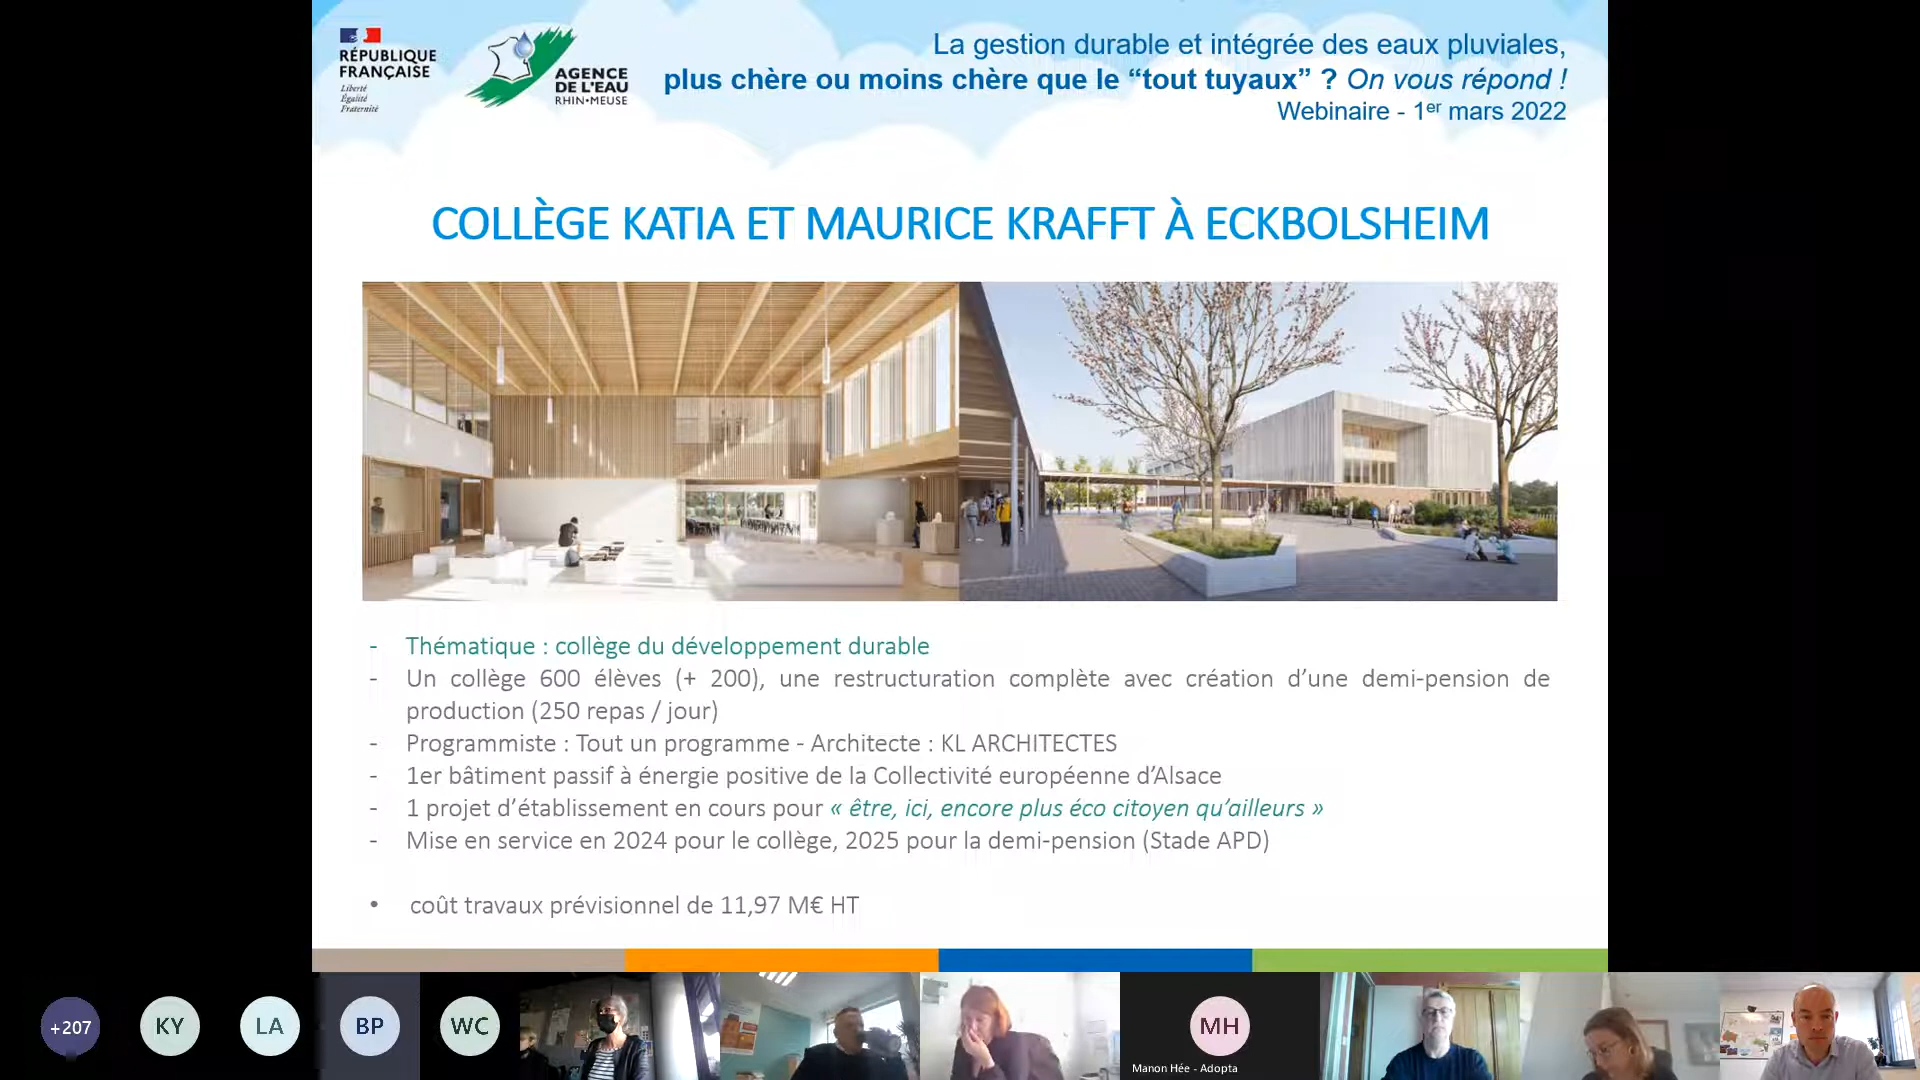 RÉPUBLIQUE
FRANÇAISE
Liberté
Égalité
Fraternité
AGENCE
DE L'EAU
RHIN•MEUSE
La gestion durable et intégrée des eaux pluviales,
plus chère ou moins chère que le “tout tuyaux” ? On vous répond !
Webinaire - 1er mars 2022
COLLÈGE KATIA ET MAURICE KRAFFT À ECKBOLSHEIM
- Thématique : collège du développement durable
- Un collège 600 élèves (+ 200), une restructuration complète avec création d’une demi-pension de
production (250 repas / jour)
- Programmiste : Tout un programme - Architecte : KL ARCHITECTES
- 1er bâtiment passif à énergie positive de la Collectivité européenne d’Alsace
- 1 projet d’établissement en cours pour « être, ici, encore plus éco citoyen qu’ailleurs »
- Mise en service en 2024 pour le collège, 2025 pour la demi-pension (Stade APD)
• coût travaux prévisionnel de 11,97 M€ HT
+207
KY
LA
BP
WC
MH
Manon Hée - Adopta